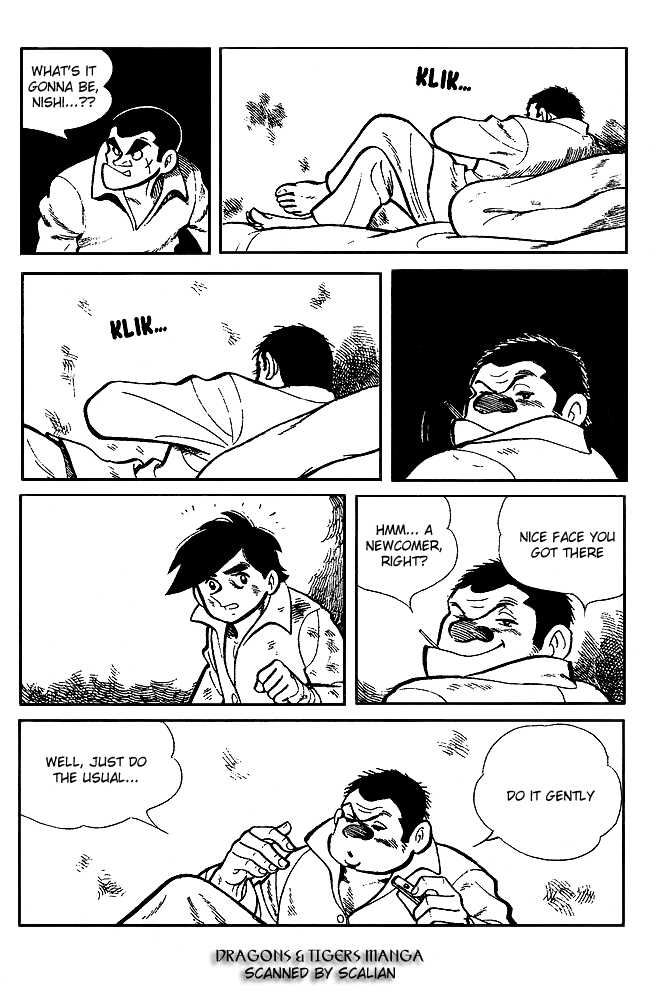 WHAT'S IT
GONNA BE,
NISHI...??
KLIK...
KLIK...
HMM... A
NEWCOMER,
RIGHT?
NICE FACE YOU
GOT THERE
WELL, JUST DO
THE USUAL...
DO IT GENTLY
DRAGONS & TIGERS MANGA
SCANNED BY SCALIAN